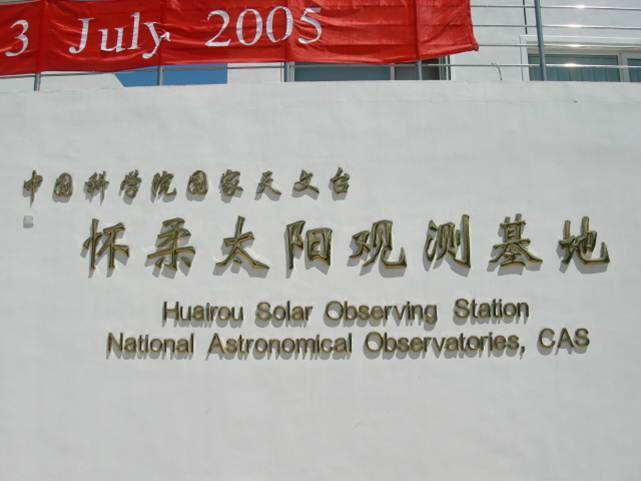 3 July 2005
中国科学院国家天文台
怀柔太阳观测基地
Huairou Solar Observing Station
National Astronomical Observatories, CAS